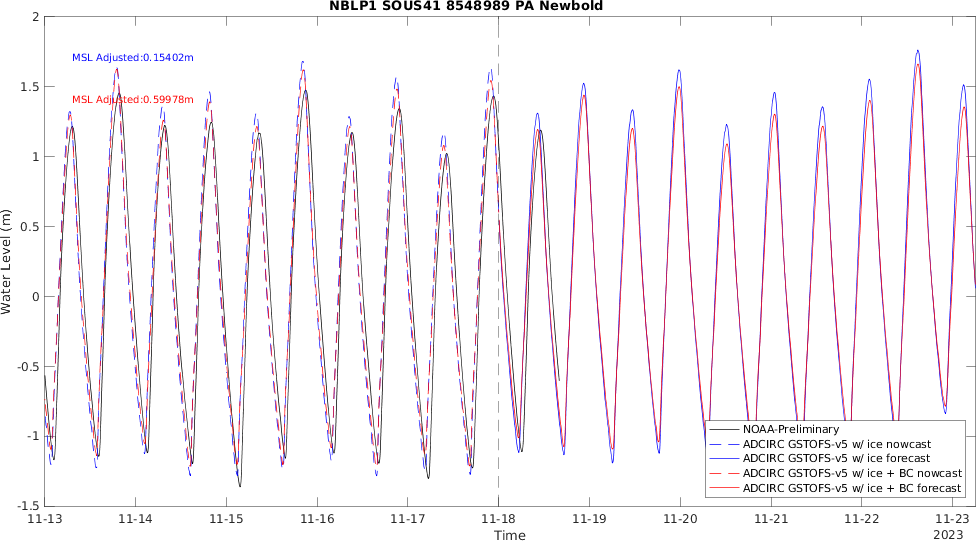 NBLP1 SOUS41 8548989 PA Newbold
2
1.5
1
0.5
0
-0.5
-1
-1.5
Water Level (m)
MSL Adjusted:0.15402m
MSL Adjusted:0.59978m
NOAA-Preliminary
ADCIRC GSTOFS-v5 w/ ice nowcast
ADCIRC GSTOFS-v5 w/ ice forecast
ADCIRC GSTOFS-v5 w/ ice + BC nowcast
ADCIRC GSTOFS-v5 w/ ice + BC forecast
11-13 11-14 11-15 11-16 11-17 11-18 11-19 11-20 11-21 11-22 11-23
2023
Time